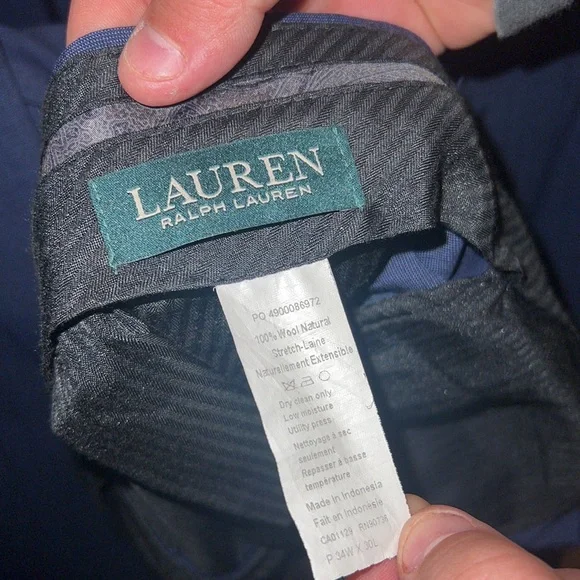 LAUREN
RALPH LAUREN
PO 4900086972
100% Wool Natural
Stretch-Laine
Naturellement Extensible
Dry clean only
Low moisture
Utility press
Nettoyage à sec
seulement
Repasser à basse
température
Made in Indonesia
Fait en Indonesie
CA01129 RN90736
P 34W X 30L